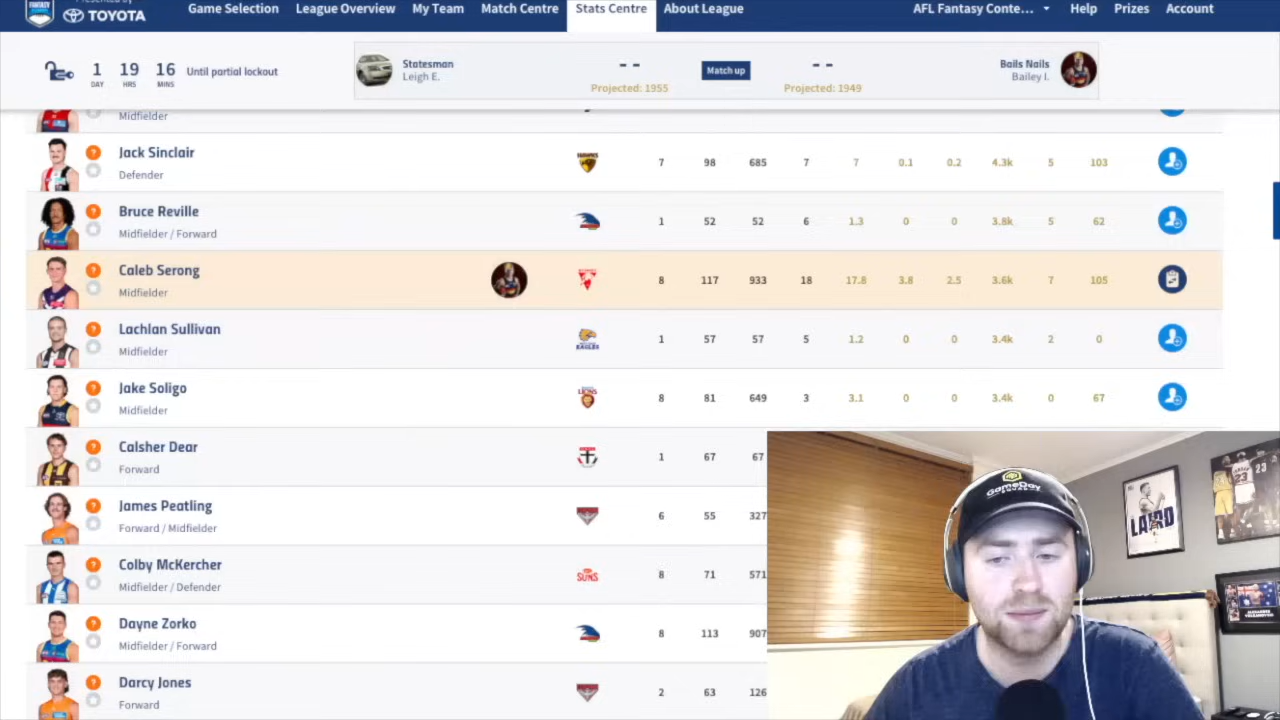 Presented by
TOYOTA
Game Selection League Overview My Team Match Centre Stats Centre About League AFL Fantasy Conte... Help Prizes Account
1 19 16 Until partial lockout
DAY HRS MINS
Statesman
Leigh E.
- -
Projected: 1955
Match up
- -
Projected: 1949
Bails Nails
Bailey I.
Midfielder
Jack Sinclair
Defender
7 98 685 7 7 0.1 0.2 4.3k 5 103
Bruce Reville
Midfielder / Forward
1 52 52 6 1.3 0 0 3.8k 5 62
Caleb Serong
Midfielder
8 117 933 18 17.8 3.8 2.5 3.6k 7 105
Lachlan Sullivan
Midfielder
1 57 57 5 1.2 0 0 3.4k 2 0
Jake Soligo
Midfielder
8 81 649 3 3.1 0 0 3.4k 0 67
Calsher Dear
Forward
1 67 67
James Peatling
Forward / Midfielder
6 55 327
Colby McKercher
Midfielder / Defender
8 71 571
Dayne Zorko
Midfielder / Forward
8 113 907
Darcy Jones
Forward
2 63 126
SUNS
GameDay
SQUAD
LAIRD
23
23